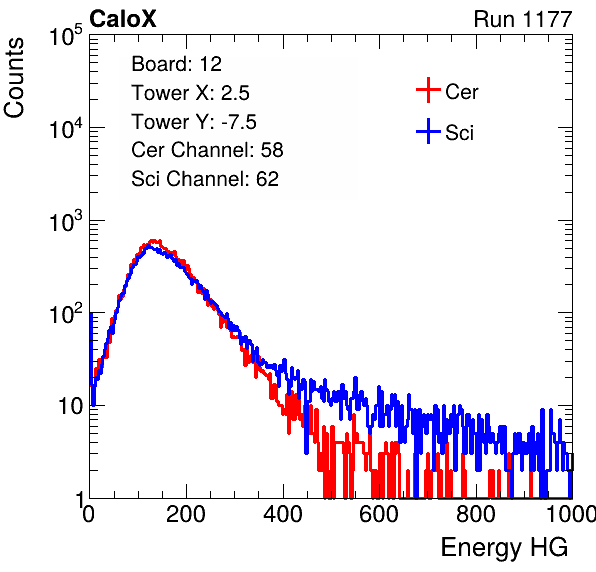 CaloX Run 1177
Counts
10^5
10^4
10^3
10^2
10
1
Board: 12
Tower X: 2.5
Tower Y: -7.5
Cer Channel: 58
Sci Channel: 62
Cer
Sci
0 200 400 600 800 1000
Energy HG